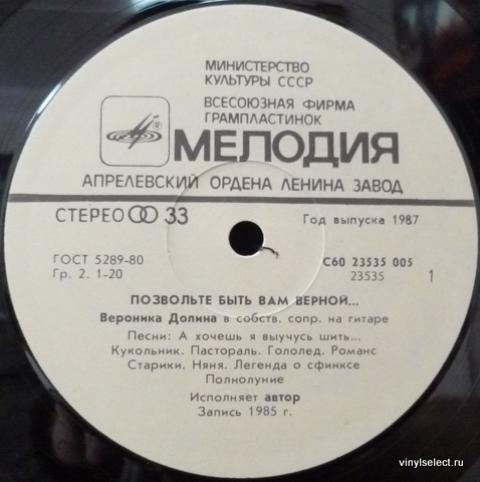 МИНИСТЕРСТВО
КУЛЬТУРЫ СССР
ВСЕСОЮЗНАЯ ФИРМА
ГРАМПЛАСТИНОК
МЕЛОДИЯ
АПРЕЛЕВСКИЙ ОРДЕНА ЛЕНИНА ЗАВОД
СТЕРЕО 33
Год выпуска 1987
ГОСТ 5289-80
Гр. 2. 1-20
С60 23535 005
23535 1
ПОЗВОЛЬТЕ БЫТЬ ВАМ ВЕРНОЙ...
Вероника Долина в собств. сопр. на гитаре
Песни: А хочешь я выучусь шить...
Кукольник. Пастораль. Гололед. Романс
Старики. Няня. Легенда о сфинксе
Полнолуние
Исполняет автор
Запись 1985 г.
vinylselect.ru